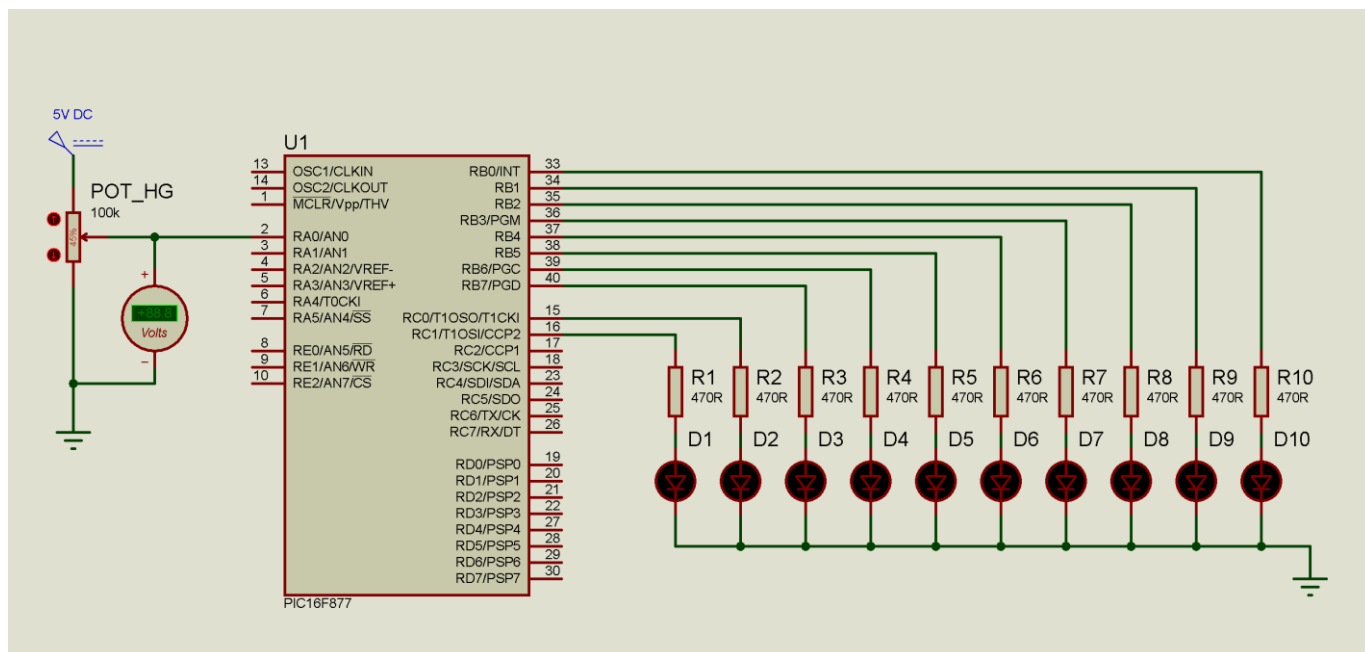 5V DC
POT_HG
100k
45%
+88.8
Volts
U1
13 OSC1/CLKIN
14 OSC2/CLKOUT
1 MCLR/Vpp/THV
2 RA0/AN0
3 RA1/AN1
4 RA2/AN2/VREF-
5 RA3/AN3/VREF+
6 RA4/T0CKI
7 RA5/AN4/SS
8 RE0/AN5/RD
9 RE1/AN6/WR
10 RE2/AN7/CS
RB0/INT 33
RB1 34
RB2 35
RB3/PGM 36
RB4 37
RB5 38
RB6/PGC 39
RB7/PGD 40
RC0/T1OSO/T1CKI 15
RC1/T1OSI/CCP2 16
RC2/CCP1 17
RC3/SCK/SCL 18
RC4/SDI/SDA 23
RC5/SDO 24
RC6/TX/CK 25
RC7/RX/DT 26
RD0/PSP0 19
RD1/PSP1 20
RD2/PSP2 21
RD3/PSP3 22
RD4/PSP4 27
RD5/PSP5 28
RD6/PSP6 29
RD7/PSP7 30
PIC16F877
R1 R2 R3 R4 R5 R6 R7 R8 R9 R10
470R 470R 470R 470R 470R 470R 470R 470R 470R 470R
D1 D2 D3 D4 D5 D6 D7 D8 D9 D10